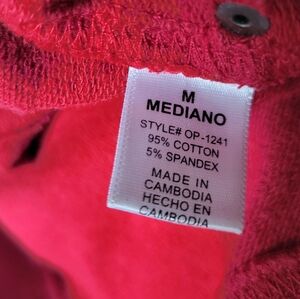 M
MEDIANO
STYLE# OP-1241
95% COTTON
5% SPANDEX
MADE IN
CAMBODIA
HECHO EN
CAMBODIA